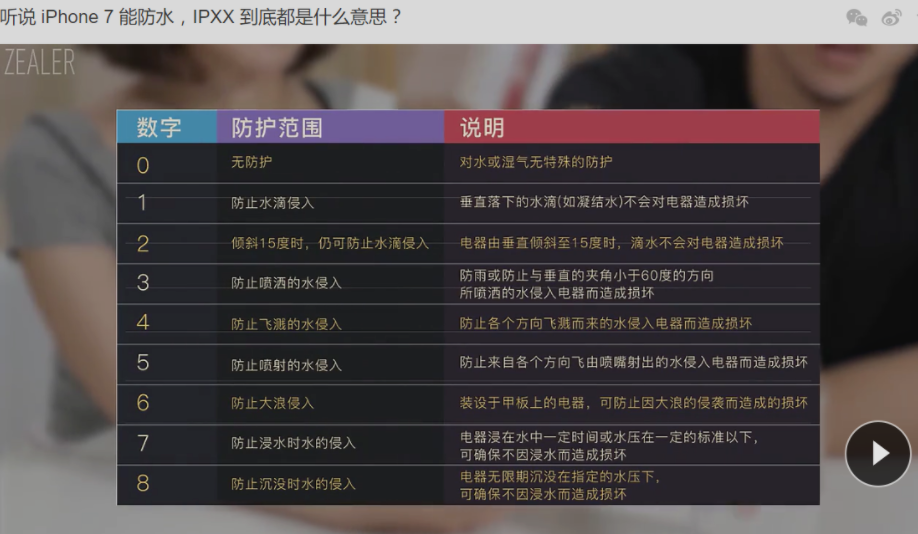 听说 iPhone 7 能防水，IPXX 到底都是什么意思？
ZEALER
数字 防护范围 说明
0 无防护 对水或湿气无特殊的防护
1 防止水滴侵入 垂直落下的水滴(如凝结水)不会对电器造成损坏
2 倾斜15度时，仍可防止水滴侵入 电器由垂直倾斜至15度时，滴水不会对电器造成损坏
3 防止喷洒的水侵入 防雨或防止与垂直的夹角小于60度的方向
所喷洒的水侵入电器而造成损坏
4 防止飞溅的水侵入 防止各个方向飞溅而来的水侵入电器而造成损坏
5 防止喷射的水侵入 防止来自各个方向飞由喷嘴射出的水侵入电器而造成损坏
6 防止大浪侵入 装设于甲板上的电器，可防止因大浪的侵袭而造成的损坏
7 防止浸水时水的侵入 电器浸在水中一定时间或水压在一定的标准以下，
可确保不因浸水而造成损坏
8 防止沉没时水的侵入 电器无限期沉没在指定的水压下，
可确保不因浸水而造成损坏